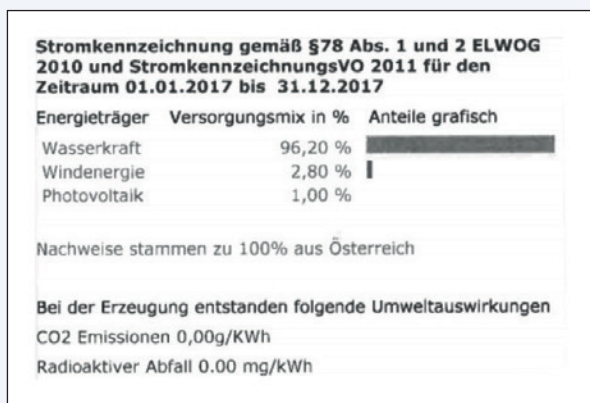 Stromkennzeichnung gemäß §78 Abs. 1 und 2 ELWOG
2010 und StromkennzeichnungsVO 2011 für den
Zeitraum 01.01.2017 bis 31.12.2017
Energieträger Versorgungsmix in % Anteile grafisch
Wasserkraft 96,20 %
Windenergie 2,80 %
Photovoltaik 1,00 %
Nachweise stammen zu 100% aus Österreich
Bei der Erzeugung entstanden folgende Umweltauswirkungen
CO2 Emissionen 0,00g/KWh
Radioaktiver Abfall 0.00 mg/kWh